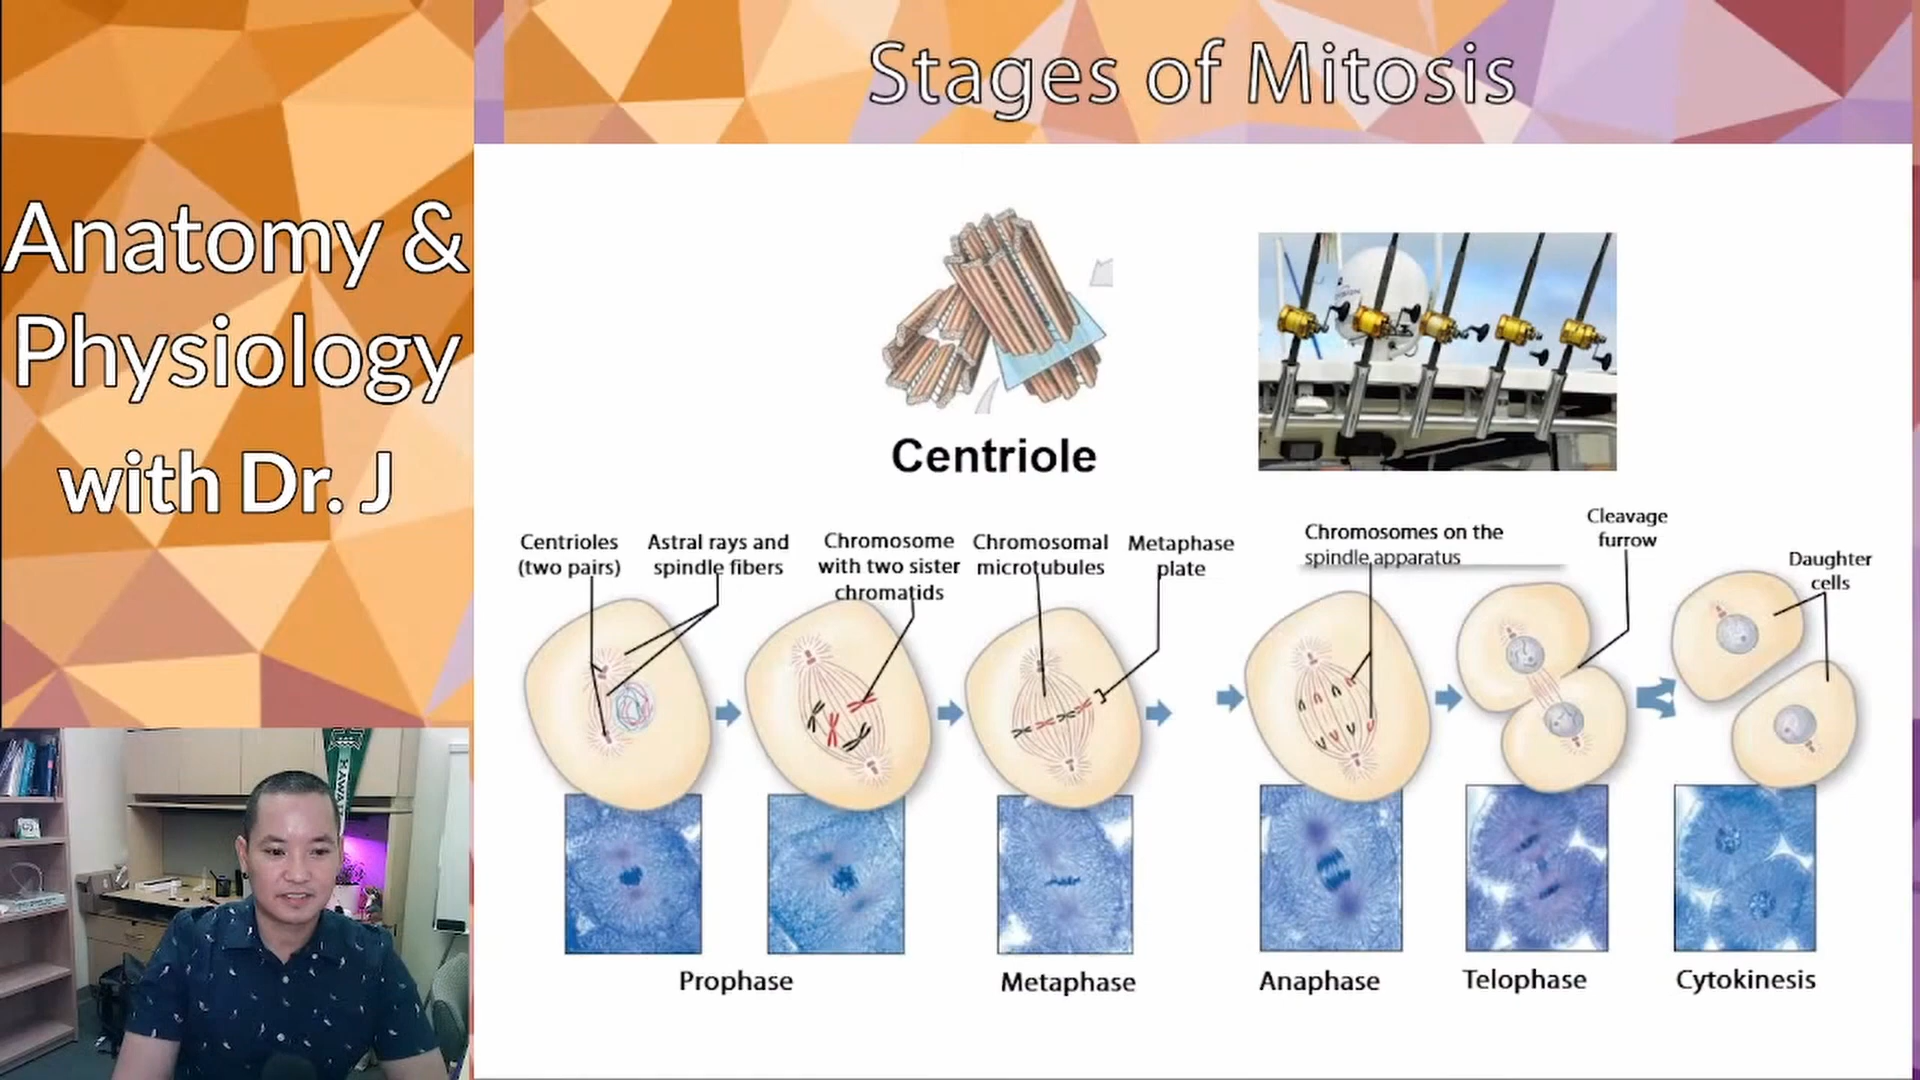 Stages of Mitosis
Anatomy &
Physiology
with Dr. J
Centriole
Centrioles
(two pairs)
Astral rays and
spindle fibers
Chromosome
with two sister
chromatids
Chromosomal
microtubules
Metaphase
plate
Chromosomes on the
spindle apparatus
Cleavage
furrow
Daughter
cells
Prophase
Metaphase
Anaphase
Telophase
Cytokinesis
HAWAI